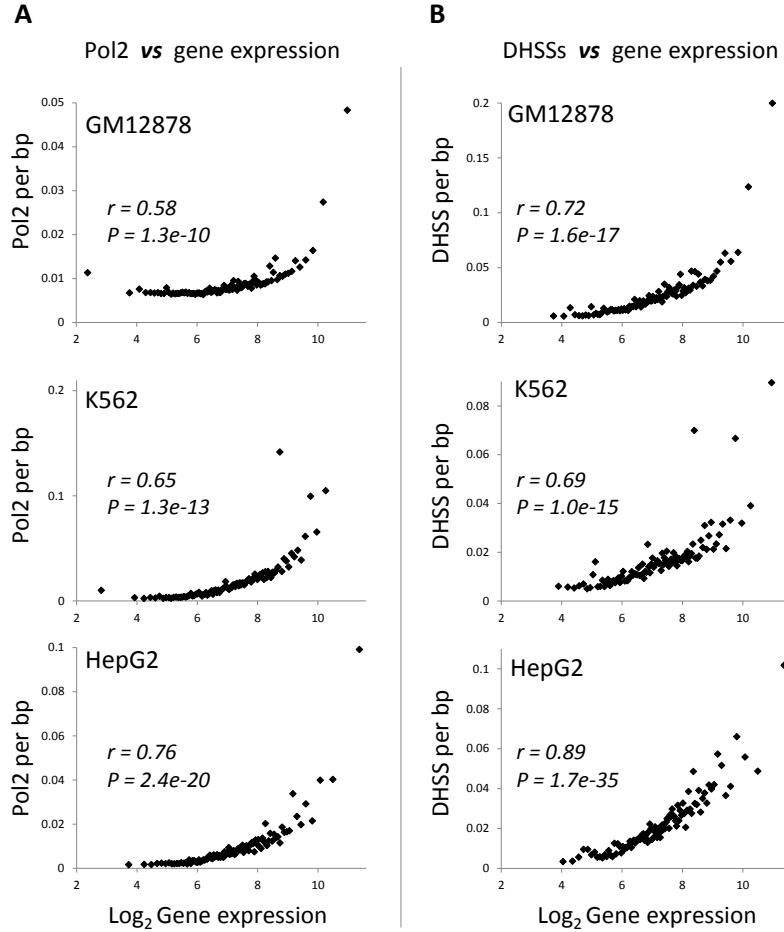 A
Pol2 vs gene expression
GM12878
Pol2 per bp
r = 0.58
P = 1.3e-10
0.05
0.04
0.03
0.02
0.01
0
2 4 6 8 10
K562
Pol2 per bp
r = 0.65
P = 1.3e-13
0.2
0.1
0
2 4 6 8 10
HepG2
Pol2 per bp
r = 0.76
P = 2.4e-20
0.1
0.08
0.06
0.04
0.02
0
2 4 6 8 10
Log2 Gene expression
B
DHSSs vs gene expression
GM12878
DHSS per bp
r = 0.72
P = 1.6e-17
0.2
0.15
0.1
0.05
0
2 4 6 8 10
K562
DHSS per bp
r = 0.69
P = 1.0e-15
0.08
0.06
0.04
0.02
0
2 4 6 8 10
HepG2
DHSS per bp
r = 0.89
P = 1.7e-35
0.1
0.08
0.06
0.04
0.02
0
2 4 6 8 10
Log2 Gene expression